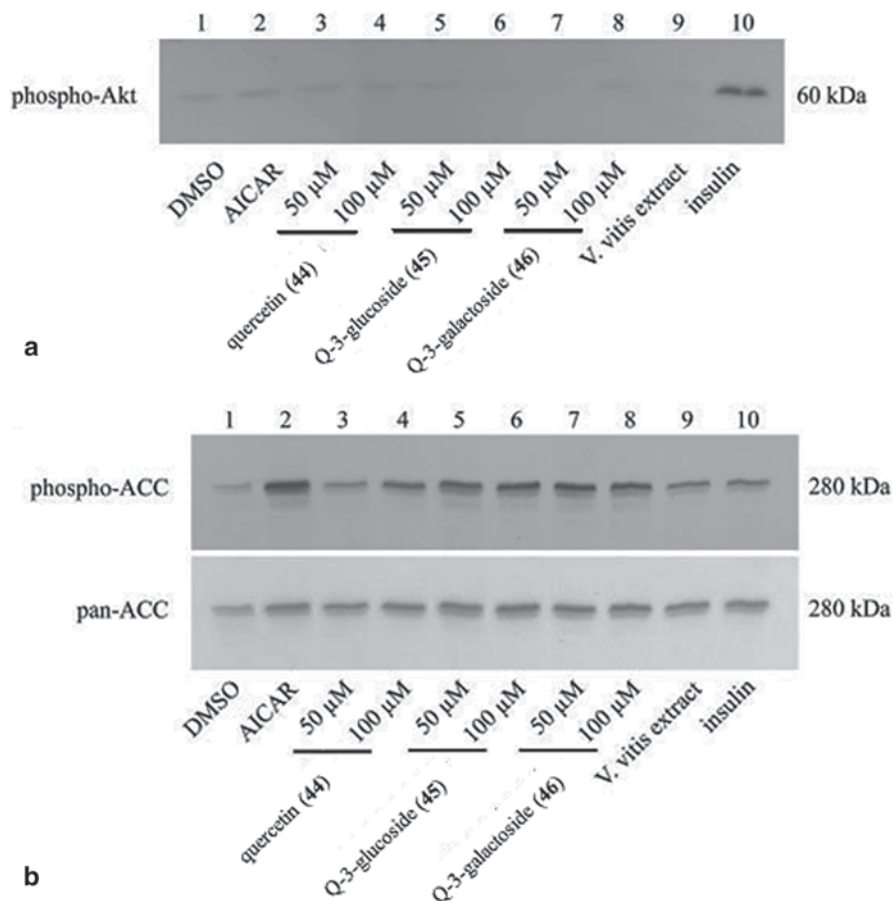 1 2 3 4 5 6 7 8 9 10
phospho-Akt 60 kDa
DMSO AICAR 50 µM 100 µM 50 µM 100 µM 50 µM 100 µM V. vitis extract insulin
quercetin (44) Q-3-glucoside (45) Q-3-galactoside (46)
a
1 2 3 4 5 6 7 8 9 10
phospho-ACC 280 kDa
pan-ACC 280 kDa
DMSO AICAR 50 µM 100 µM 50 µM 100 µM 50 µM 100 µM V. vitis extract insulin
quercetin (44) Q-3-glucoside (45) Q-3-galactoside (46)
b